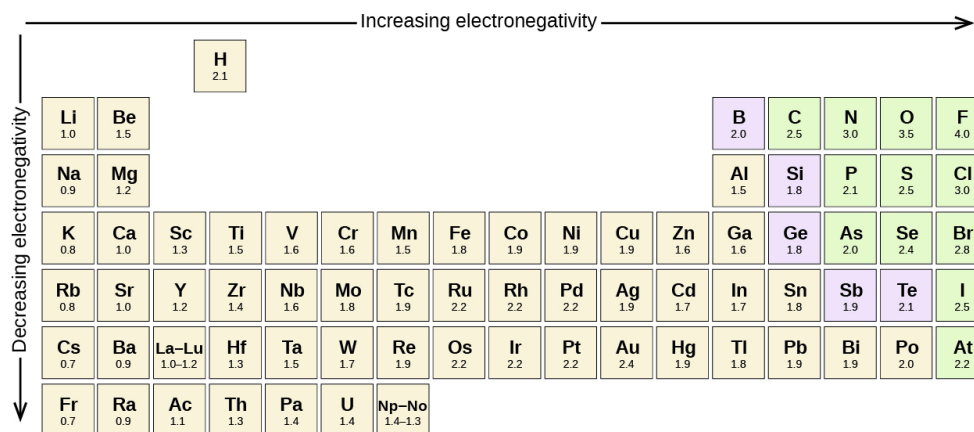 Increasing electronegativity
Decreasing electronegativity
H
2.1
Li Be B C N O F
1.0 1.5 2.0 2.5 3.0 3.5 4.0
Na Mg Al Si P S Cl
0.9 1.2 1.5 1.8 2.1 2.5 3.0
K Ca Sc Ti V Cr Mn Fe Co Ni Cu Zn Ga Ge As Se Br
0.8 1.0 1.3 1.5 1.6 1.6 1.5 1.8 1.9 1.9 1.9 1.6 1.6 1.8 2.0 2.4 2.8
Rb Sr Y Zr Nb Mo Tc Ru Rh Pd Ag Cd In Sn Sb Te I
0.8 1.0 1.2 1.4 1.6 1.8 1.9 2.2 2.2 2.2 1.9 1.7 1.7 1.8 1.9 2.1 2.5
Cs Ba La–Lu Hf Ta W Re Os Ir Pt Au Hg Tl Pb Bi Po At
0.7 0.9 1.0–1.2 1.3 1.5 1.7 1.9 2.2 2.2 2.2 2.4 1.9 1.8 1.9 1.9 2.0 2.2
Fr Ra Ac Th Pa U Np–No
0.7 0.9 1.1 1.3 1.4 1.4 1.4–1.3